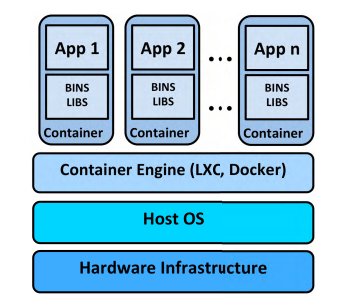 App 1
App 2
...
App n
BINS
LIBS
BINS
LIBS
...
BINS
LIBS
Container
Container
Container
Container Engine (LXC, Docker)
Host OS
Hardware Infrastructure